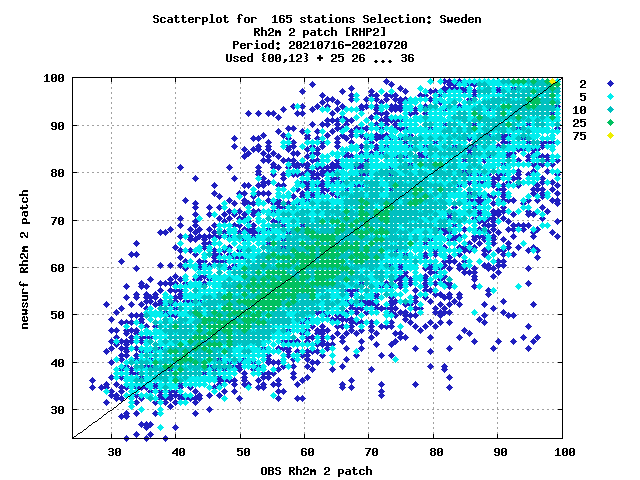 Scatterplot for 165 stations Selection: Sweden
Rh2m 2 patch [RHP2]
Period: 20210716-20210720
Used {00,12} + 25 26 ... 36
100
90
80
70
60
50
40
30
newsurf Rh2m 2 patch
30 40 50 60 70 80 90 100
OBS Rh2m 2 patch
2
5
10
25
75